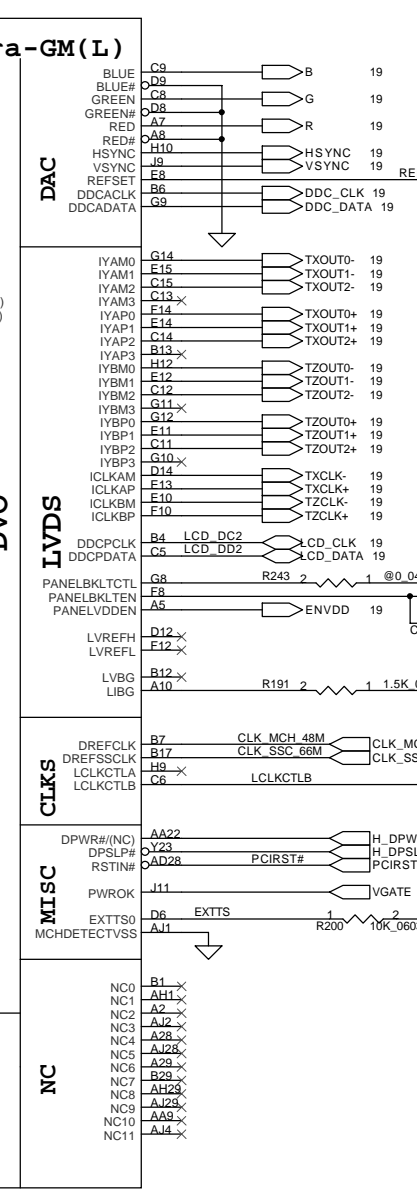 ra-GM(L)
DAC
BLUE C9 B 19
BLUE# D9
GREEN C8 G 19
GREEN# D8
RED A7 R 19
RED# A8
HSYNC H10 HSYNC 19
VSYNC J9 VSYNC 19
REFSET E8 RE
DDCACLK B6 DDC_CLK 19
DDCADATA G9 DDC_DATA 19
DVO
LVDS
IYAM0 G14 TXOUT0- 19
IYAM1 E15 TXOUT1- 19
IYAM2 C15 TXOUT2- 19
IYAM3 C13
IYAP0 F14 TXOUT0+ 19
IYAP1 E14 TXOUT1+ 19
IYAP2 C14 TXOUT2+ 19
IYAP3 B13
IYBM0 H12 TZOUT0- 19
IYBM1 E12 TZOUT1- 19
IYBM2 C12 TZOUT2- 19
IYBM3 G11
IYBP0 G12 TZOUT0+ 19
IYBP1 E11 TZOUT1+ 19
IYBP2 C11 TZOUT2+ 19
IYBP3 G10
ICLKAM D14 TXCLK- 19
ICLKAP E13 TXCLK+ 19
ICLKBM E10 TZCLK- 19
ICLKBP F10 TZCLK+ 19
DDCPCLK B4 LCD_DC2 LCD_CLK 19
DDCPDATA C5 LCD_DD2 LCD_DATA 19
PANELBKLTCTL G8 R243 2 1 @0_04
PANELBKLTEN F8
PANELVDDEN A5 ENVDD 19
LVREFH D12
LVREFL F12
LVBG B12
LIBG A10 R191 2 1 1.5K_0
CLKS
DREFCLK B7 CLK_MCH_48M CLK_MC
DREFSSCLK B17 CLK_SSC_66M CLK_SS
LCLKCTLA H9
LCLKCTLB C6 LCLKCTLB
MISC
DPWR#/(NC) AA22 H_DPW
DPSLP# Y23 H_DPSL
RSTIN# AD28 PCIRST# PCIRST
PWROK J11 VGATE
EXTTS0 D6 EXTTS 1 2
R200 10K_0603
MCHDETECTVSS AJ1
NC
NC0 B1
NC1 AH1
NC2 A2
NC3 AJ2
NC4 A28
NC5 AJ28
NC6 A29
NC7 B29
NC8 AH29
NC9 AJ29
NC10 AA9
NC11 AJ4